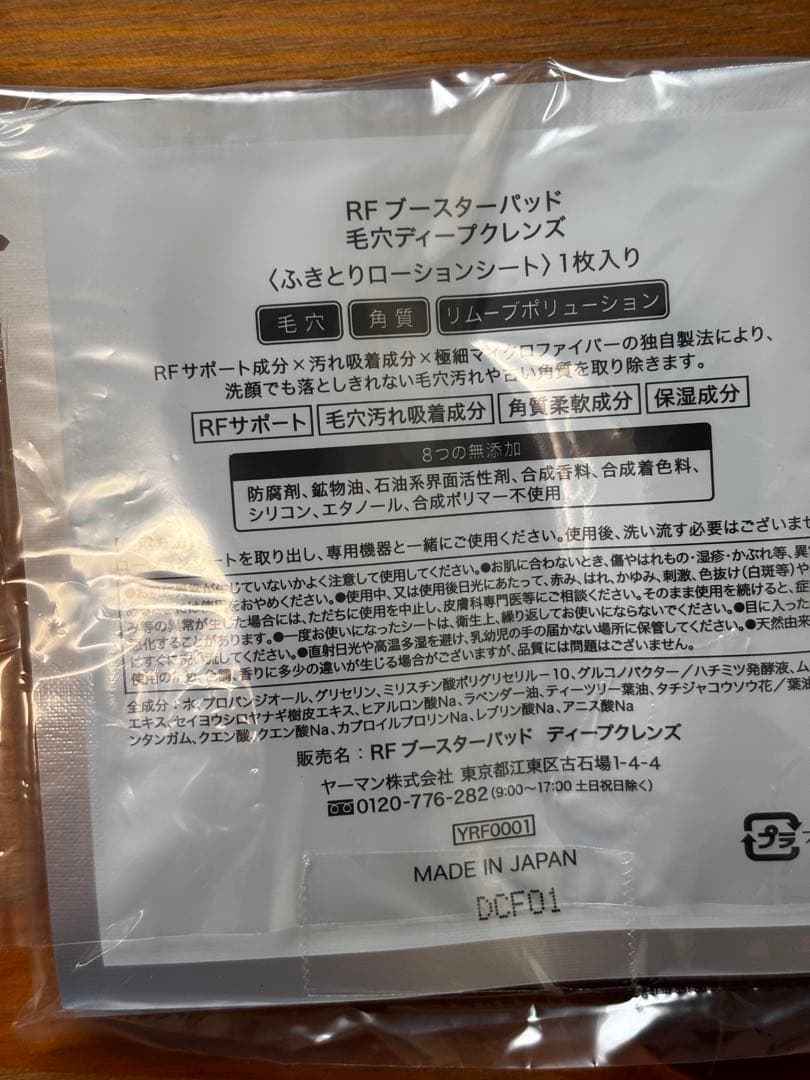 RF ブースターパッド
毛穴ディープクレンズ
〈ふきとりローションシート〉1枚入り
毛穴 角質 リムーブポリューション
RFサポート成分×汚れ吸着成分×極細マイクロファイバーの独自製法により、
洗顔でも落としきれない毛穴汚れや古い角質を取り除きます。
RFサポート 毛穴汚れ吸着成分 角質柔軟成分 保湿成分
8つの無添加
防腐剤、鉱物油、石油系界面活性剤、合成香料、合成着色料、
シリコン、エタノール、合成ポリマー不使用
シートを取り出し、専用機器と一緒にご使用ください。使用後、洗い流す必要はございませ
じていないかよく注意して使用してください。●お肌に合わないとき、傷やはれもの・湿疹・かぶれ等、異
使用をおやめください。●使用中、又は使用後日光にあたって、赤み、はれ、かゆみ、刺激、色抜け(白斑等)や
み等の異常が生じた場合には、ただちに使用を中止し、皮膚科専門医等にご相談ください。そのまま使用を続けると、症
悪化することがあります。●一度お使いになったシートは、衛生上、繰り返してお使いにならないでください。●目に入った
はすぐに洗い流してください。●直射日光や高温多湿を避け、乳幼児の手の届かない場所に保管してください。●天然由来
使用の為、色調、香りに多少の違いが生じる場合がございますが、品質には問題はございません。
全成分:水、プロパンジオール、グリセリン、ミリスチン酸ポリグリセリル-10、グルコノバクター/ハチミツ発酵液、ム
エキス、セイヨウシロヤナギ樹皮エキス、ヒアルロン酸Na、ラベンダー油、ティーツリー葉油、タチジャコウソウ花/葉油
ンタンガム、クエン酸、クエン酸Na、カプロイルプロリンNa、レブリン酸Na、アニス酸Na
販売名:RF ブースターパッド ディープクレンズ
ヤーマン株式会社 東京都江東区古石場1-4-4
0120-776-282(9:00〜17:00 土日祝日除く)
YRF0001
プラ
MADE IN JAPAN
DCF01